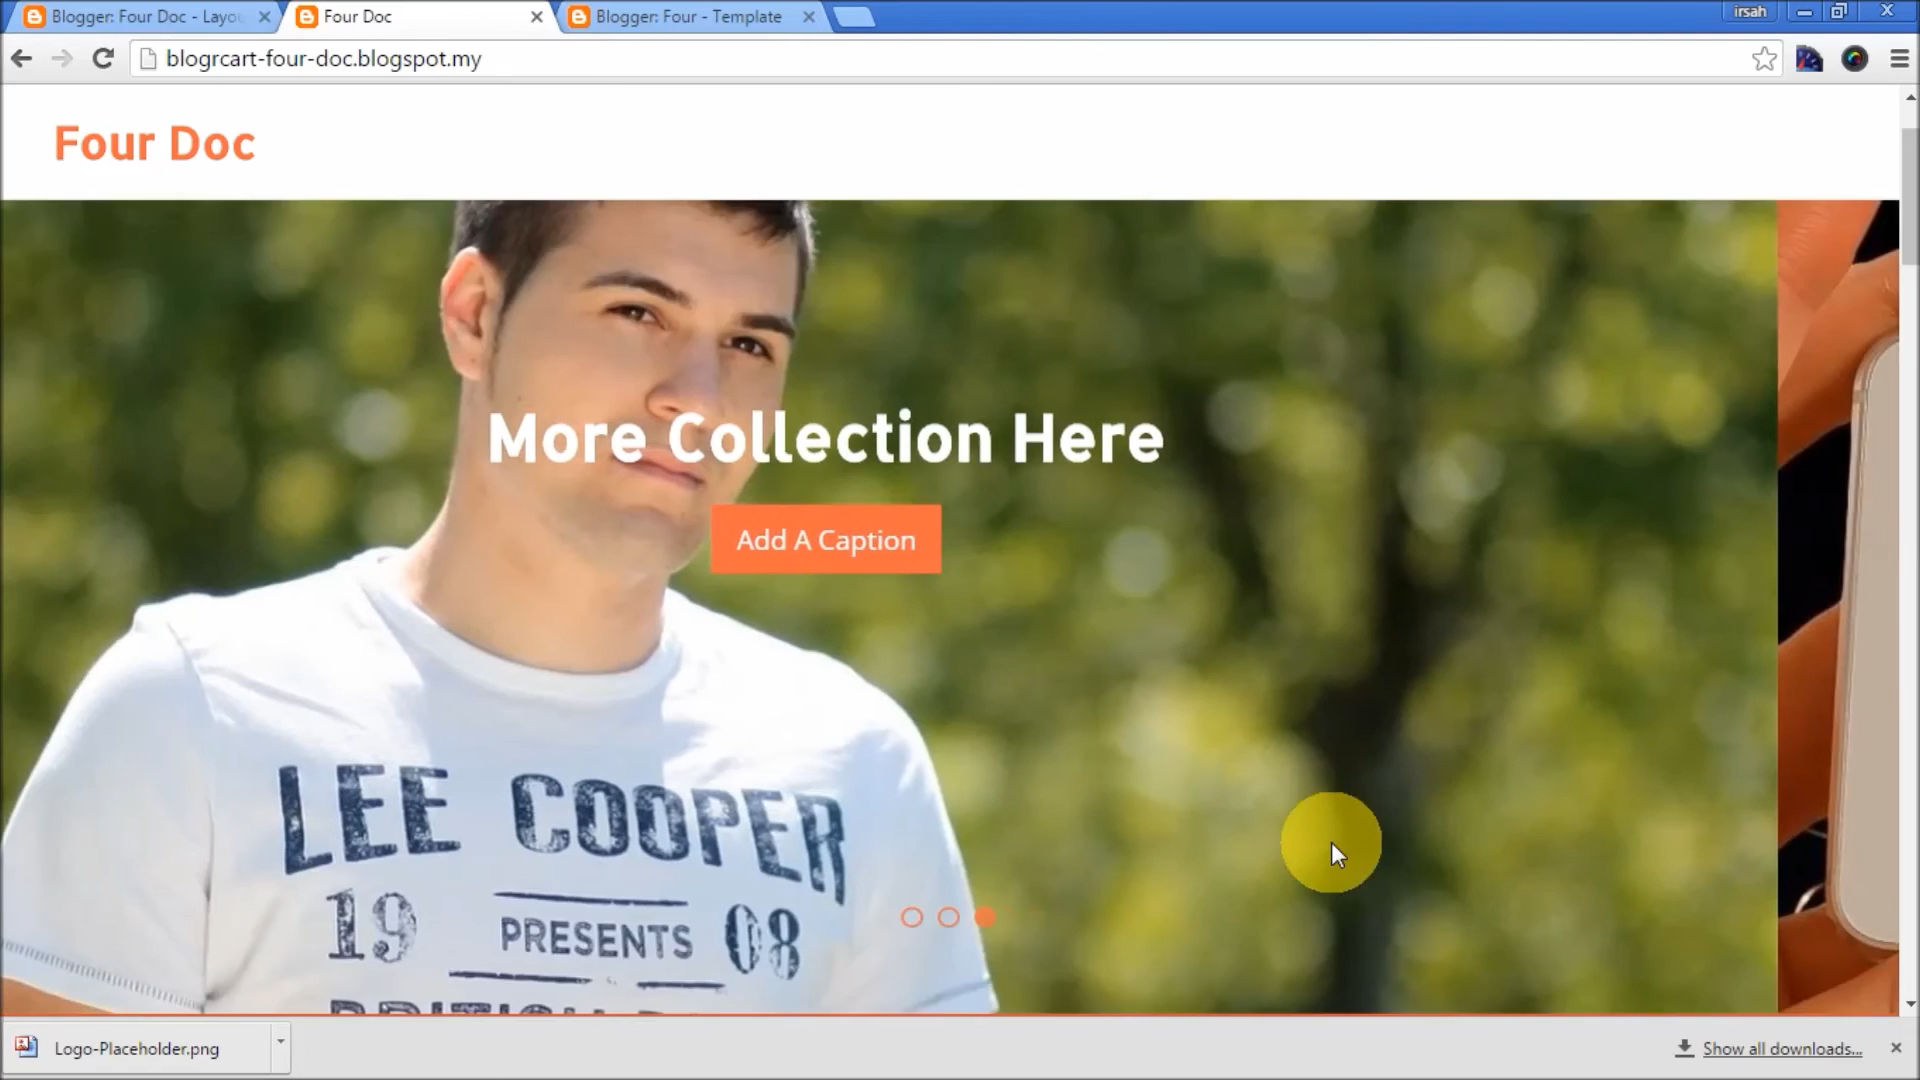 Blogger: Four Doc - Layou
Four Doc
Blogger: Four - Template
irsah
blogrcart-four-doc.blogspot.my
Four Doc
More Collection Here
Add A Caption
LEE COOPER
19 PRESENTS 08
Logo-Placeholder.png
Show all downloads...